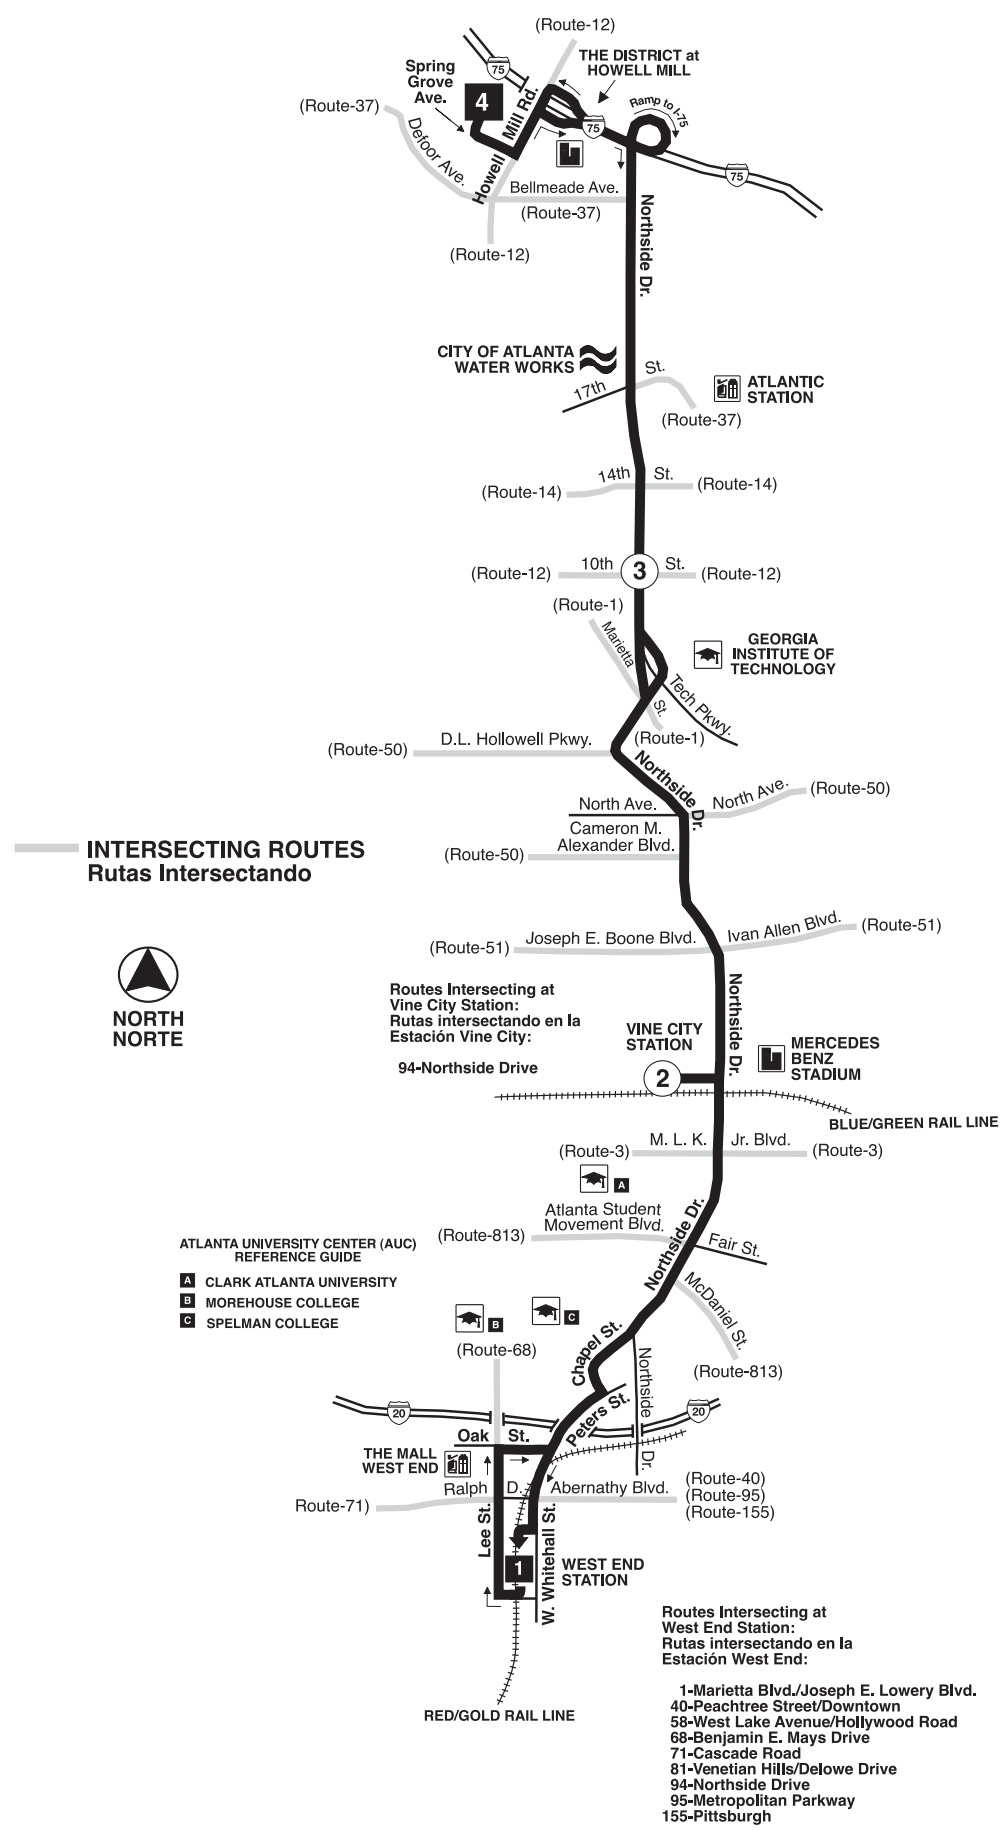 (Route-12)
THE DISTRICT at
HOWELL MILL
75
Spring
Grove
Ave.
4
Mill Rd.
Ramp to I-75
(Route-37)
75
Defoor Ave.
Howell
75
Bellmeade Ave.
(Route-37)
Northside Dr.
(Route-12)
CITY OF ATLANTA
WATER WORKS
17th St.
ATLANTIC
STATION
(Route-37)
14th St.
(Route-14) (Route-14)
10th 3 St.
(Route-12) (Route-12)
(Route-1)
Marietta St.
GEORGIA
INSTITUTE OF
TECHNOLOGY
Tech Pkwy.
(Route-1)
D.L. Hollowell Pkwy.
(Route-50)
Northside Dr.
North Ave. North Ave. (Route-50)
Cameron M.
Alexander Blvd.
(Route-50)
INTERSECTING ROUTES
Rutas Intersectando
Joseph E. Boone Blvd. Ivan Allen Blvd. (Route-51)
(Route-51)
NORTH
NORTE
Routes Intersecting at
Vine City Station:
Rutas intersectando en la
Estación Vine City:
94-Northside Drive
Northside Dr.
VINE CITY
STATION
2
MERCEDES
BENZ
STADIUM
BLUE/GREEN RAIL LINE
M. L. K. Jr. Blvd.
(Route-3) (Route-3)
A
Atlanta Student
Movement Blvd.
(Route-813)
Northside Dr.
Fair St.
ATLANTA UNIVERSITY CENTER (AUC)
REFERENCE GUIDE
A CLARK ATLANTA UNIVERSITY
B MOREHOUSE COLLEGE
C SPELMAN COLLEGE
McDaniel St.
(Route-813)
B
C
(Route-68)
Chapel St.
Northside Dr.
20
Peters St.
20
Oak St.
THE MALL
WEST END
Ralph D. Abernathy Blvd.
(Route-40)
(Route-95)
(Route-155)
Route-71)
Lee St.
W. Whitehall St.
1
WEST END
STATION
RED/GOLD RAIL LINE
Routes Intersecting at
West End Station:
Rutas intersectando en la
Estación West End:
1-Marietta Blvd./Joseph E. Lowery Blvd.
40-Peachtree Street/Downtown
58-West Lake Avenue/Hollywood Road
68-Benjamin E. Mays Drive
71-Cascade Road
81-Venetian Hills/Delowe Drive
94-Northside Drive
95-Metropolitan Parkway
155-Pittsburgh